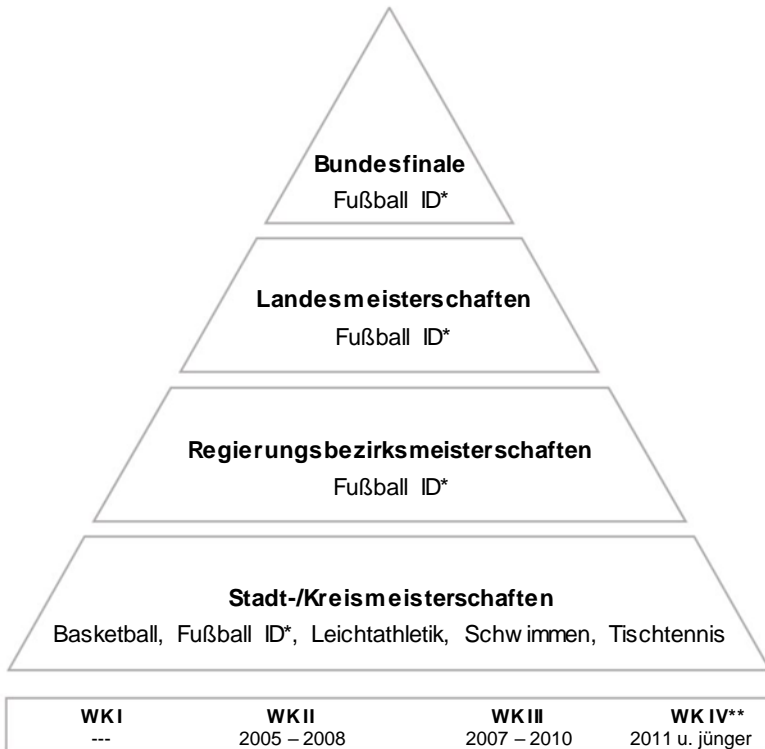 Bundesfinale
Fußball ID*
Landesmeisterschaften
Fußball ID*
Regierungsbezirksmeisterschaften
Fußball ID*
Stadt-/Kreismeisterschaften
Basketball, Fußball ID*, Leichtathletik, Schwimmen, Tischtennis
WK I WK II WK III WK IV**
--- 2005 – 2008 2007 – 2010 2011 u. jünger